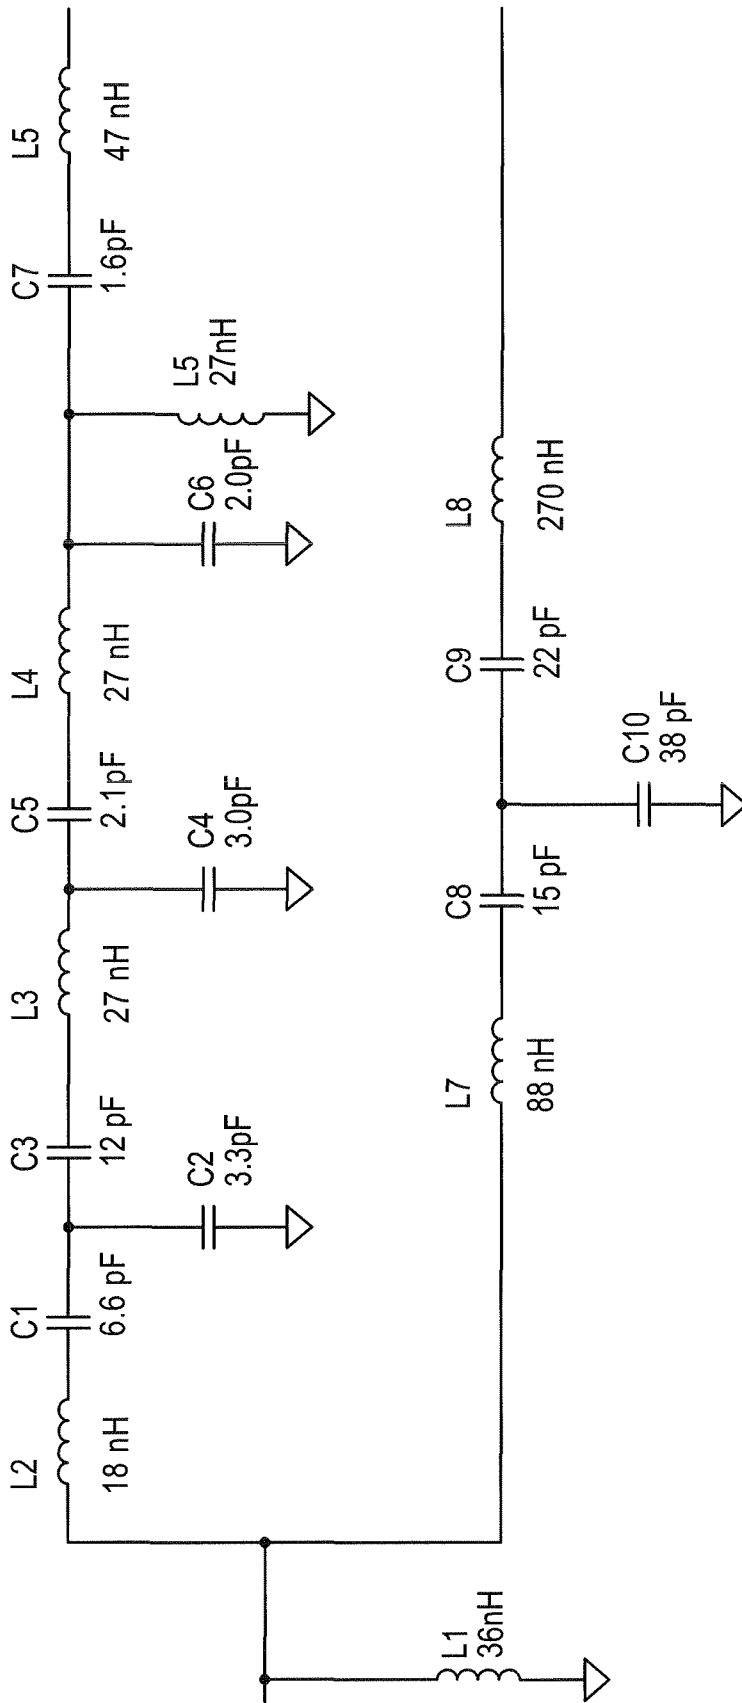 L1
36nH
L2
18 nH
C1
6.6 pF
C2
3.3pF
C3
12 pF
L3
27 nH
C4
3.0pF
C5
2.1pF
L4
27 nH
C6
2.0pF
L5
27nH
C7
1.6pF
L5
47 nH
L7
88 nH
C8
15 pF
C10
38 pF
C9
22 pF
L8
270 nH